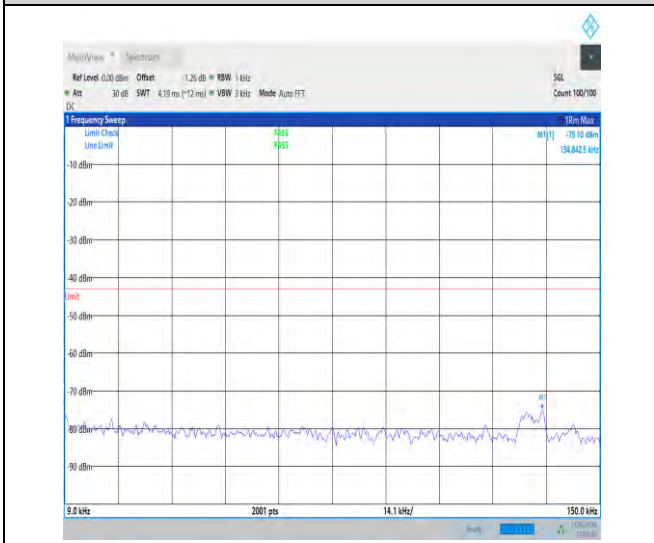 MultiView Spectrum
Ref Level 0.00 dBm Offset 1.26 dB RBW 1 kHz SGL
Att 30 dB SWT 4.19 ms (~12 ms) VBW 3 kHz Mode Auto FFT Count 100/100
DC
1 Frequency Sweep 1Rm Max
Limit Check PASS M1[1] -75.10 dBm
Line Limit PASS 134.8425 kHz
-10 dBm
-20 dBm
-30 dBm
-40 dBm
Limit
-50 dBm
-60 dBm
-70 dBm
M1
-80 dBm
-90 dBm
9.0 kHz 2001 pts 14.1 kHz/ 150.0 kHz
Ready